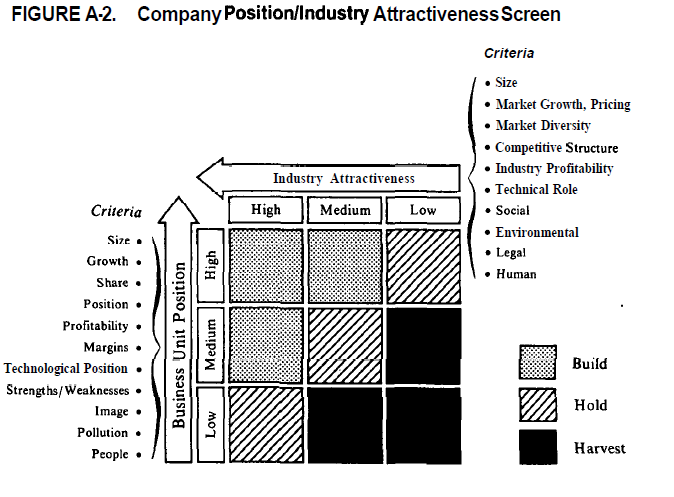 FIGURE A-2. Company Position/Industry Attractiveness Screen
Criteria
• Size
• Market Growth, Pricing
• Market Diversity
• Competitive Structure
• Industry Profitability
• Technical Role
• Social
• Environmental
• Legal
• Human
Industry Attractiveness
High
Medium
Low
Criteria
Size •
Growth •
Share •
Position •
Profitability •
Margins •
Technological Position •
Strengths/Weaknesses •
Image •
Pollution •
People •
Business Unit Position
High
Medium
Low
Build
Hold
Harvest